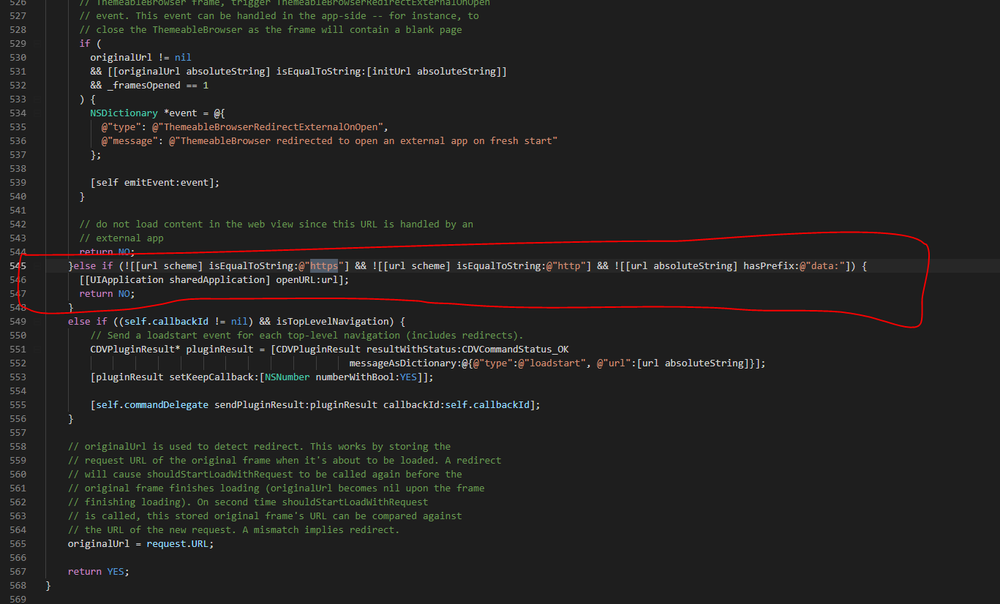 526 // ThemeableBrowser frame, trigger ThemeableBrowserRedirectExternalOnOpen
527 // event. This event can be handled in the app-side -- for instance, to
528 // close the ThemeableBrowser as the frame will contain a blank page
529 if (
530 originalUrl != nil
531 && [[originalUrl absoluteString] isEqualToString:[initUrl absoluteString]]
532 && _framesOpened == 1
533 ) {
534 NSDictionary *event = @{
535 @"type": @"ThemeableBrowserRedirectExternalOnOpen",
536 @"message": @"ThemeableBrowser redirected to open an external app on fresh start"
537 };
538
539 [self emitEvent:event];
540 }
541
542 // do not load content in the web view since this URL is handled by an
543 // external app
544 return NO;
545 }else if (![[url scheme] isEqualToString:@"https"] && ![[url scheme] isEqualToString:@"http"] && ![[url absoluteString] hasPrefix:@"data:"]) {
546 [[UIApplication sharedApplication] openURL:url];
547 return NO;
548 }
549 else if ((self.callbackId != nil) && isTopLevelNavigation) {
550 // Send a loadstart event for each top-level navigation (includes redirects).
551 CDVPluginResult* pluginResult = [CDVPluginResult resultWithStatus:CDVCommandStatus_OK
552 messageAsDictionary:@{@"type":@"loadstart", @"url":[url absoluteString]}];
553 [pluginResult setKeepCallback:[NSNumber numberWithBool:YES]];
554
555 [self.commandDelegate sendPluginResult:pluginResult callbackId:self.callbackId];
556 }
557
558 // originalUrl is used to detect redirect. This works by storing the
559 // request URL of the original frame when it's about to be loaded. A redirect
560 // will cause shouldStartLoadWithRequest to be called again before the
561 // original frame finishes loading (originalUrl becomes nil upon the frame
562 // finishing loading). On second time shouldStartLoadWithRequest
563 // is called, this stored original frame's URL can be compared against
564 // the URL of the new request. A mismatch implies redirect.
565 originalUrl = request.URL;
566
567 return YES;
568 }
569